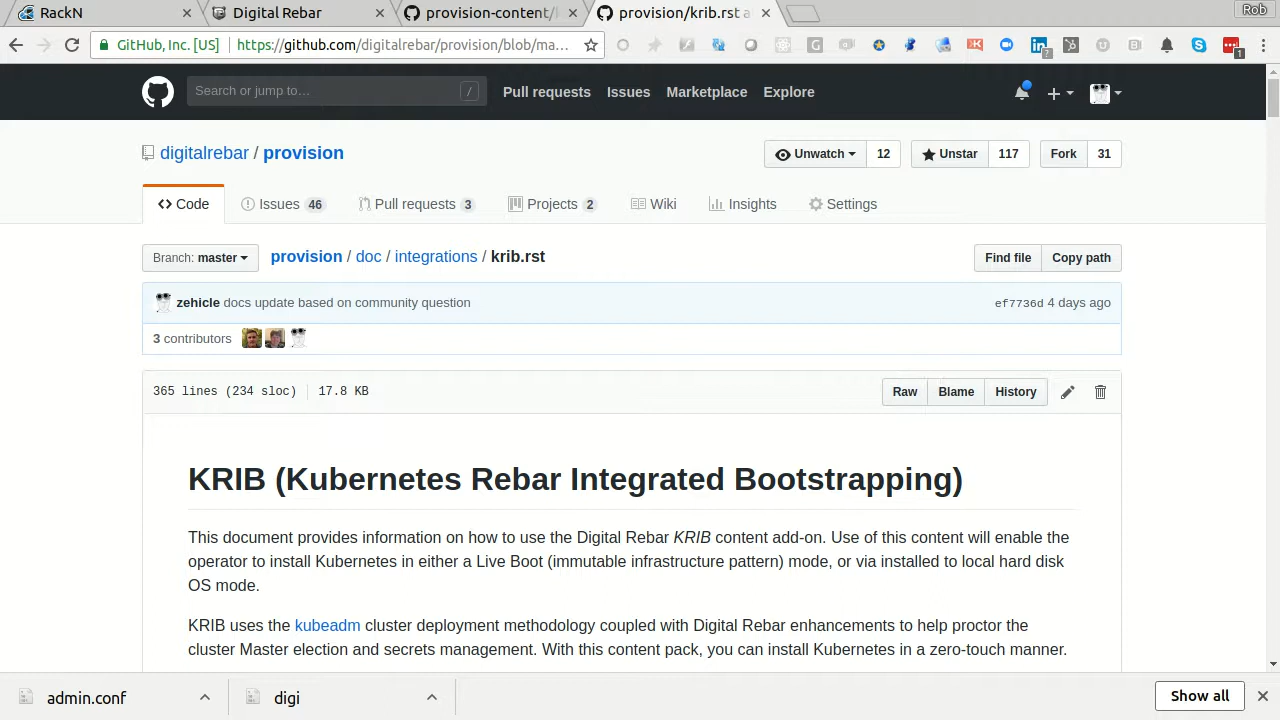 RackN
Digital Rebar
provision-content/
provision/krib.rst a
Rob
GitHub, Inc. [US]
https://github.com/digitalrebar/provision/blob/ma...
?
1
Search or jump to...
/
Pull requests
Issues
Marketplace
Explore
digitalrebar / provision
Unwatch 12
Unstar 117
Fork 31
Code
Issues 46
Pull requests 3
Projects 2
Wiki
Insights
Settings
Branch: master
provision / doc / integrations / krib.rst
Find file
Copy path
zehicle docs update based on community question
ef7736d 4 days ago
3 contributors
365 lines (234 sloc) 17.8 KB
Raw
Blame
History
KRIB (Kubernetes Rebar Integrated Bootstrapping)
This document provides information on how to use the Digital Rebar KRIB content add-on. Use of this content will enable the
operator to install Kubernetes in either a Live Boot (immutable infrastructure pattern) mode, or via installed to local hard disk
OS mode.
KRIB uses the kubeadm cluster deployment methodology coupled with Digital Rebar enhancements to help proctor the
cluster Master election and secrets management. With this content pack, you can install Kubernetes in a zero-touch manner.
admin.conf
digi
Show all